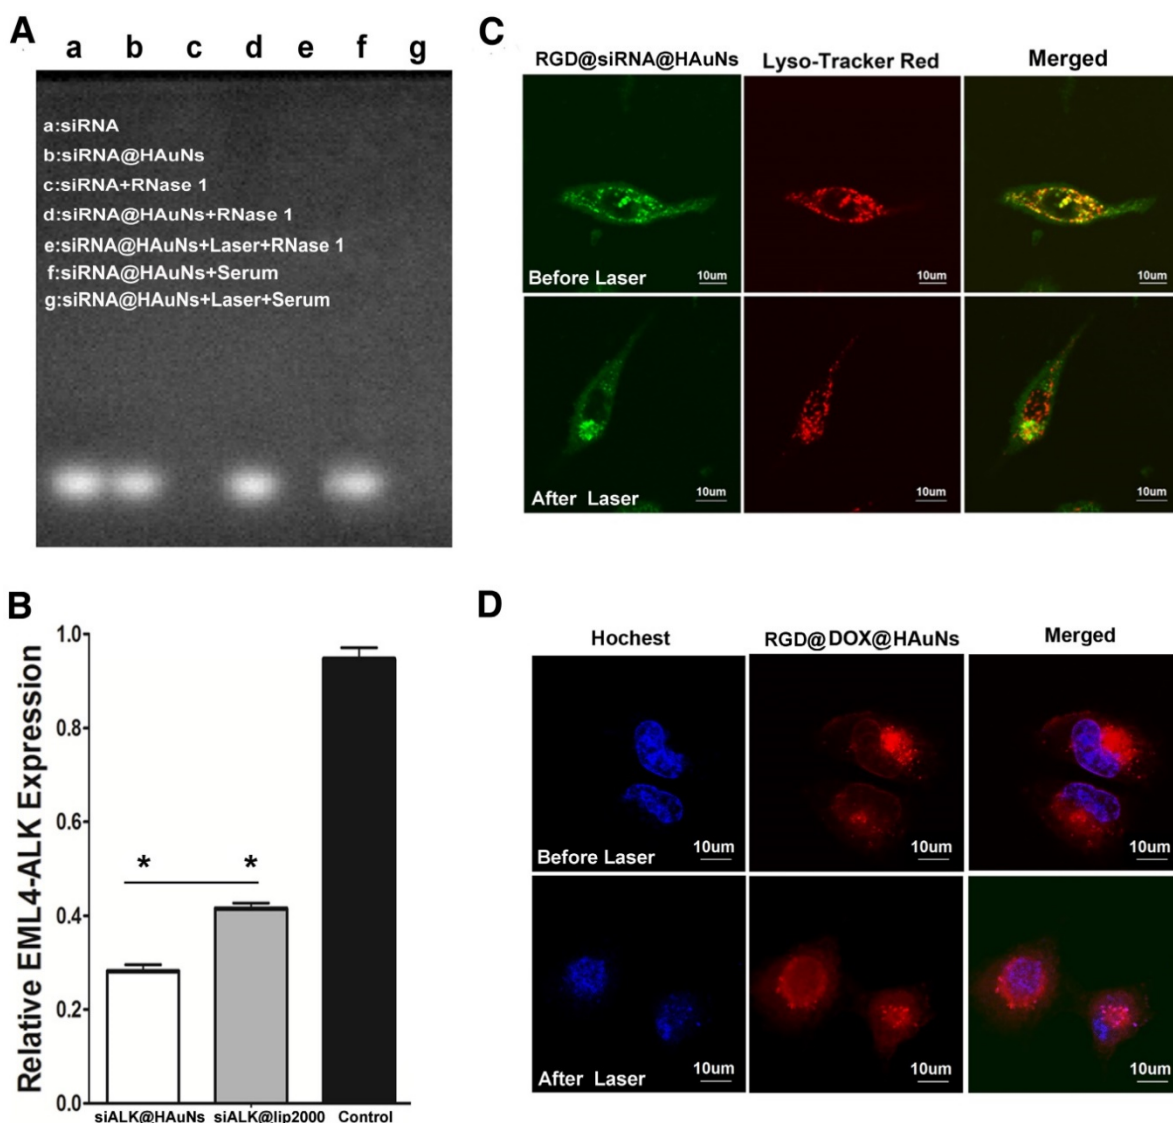 A
a b c d e f g
a:siRNA
b:siRNA@HAuNs
c:siRNA+RNase 1
d:siRNA@HAuNs+RNase 1
e:siRNA@HAuNs+Laser+RNase 1
f:siRNA@HAuNs+Serum
g:siRNA@HAuNs+Laser+Serum
B
Relative EML4-ALK Expression
1.0
0.8
0.6
0.4
0.2
0.0
* *
siALK@HAuNs siALK@lip2000 Control
C
RGD@siRNA@HAuNs Lyso-Tracker Red Merged
Before Laser 10um 10um 10um
After Laser 10um 10um 10um
D
Hochest RGD@DOX@HAuNs Merged
Before Laser 10um 10um 10um
After Laser 10um 10um 10um